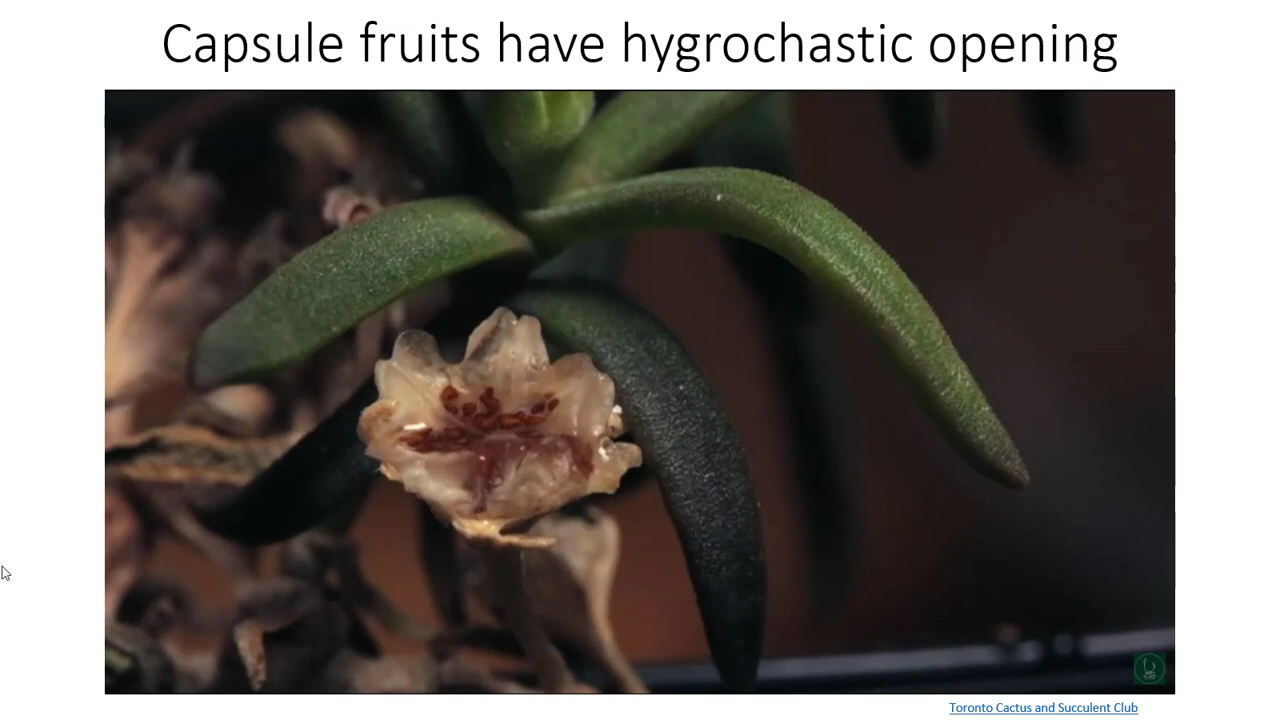 Capsule fruits have hygrochastic opening
Toronto Cactus and Succulent Club